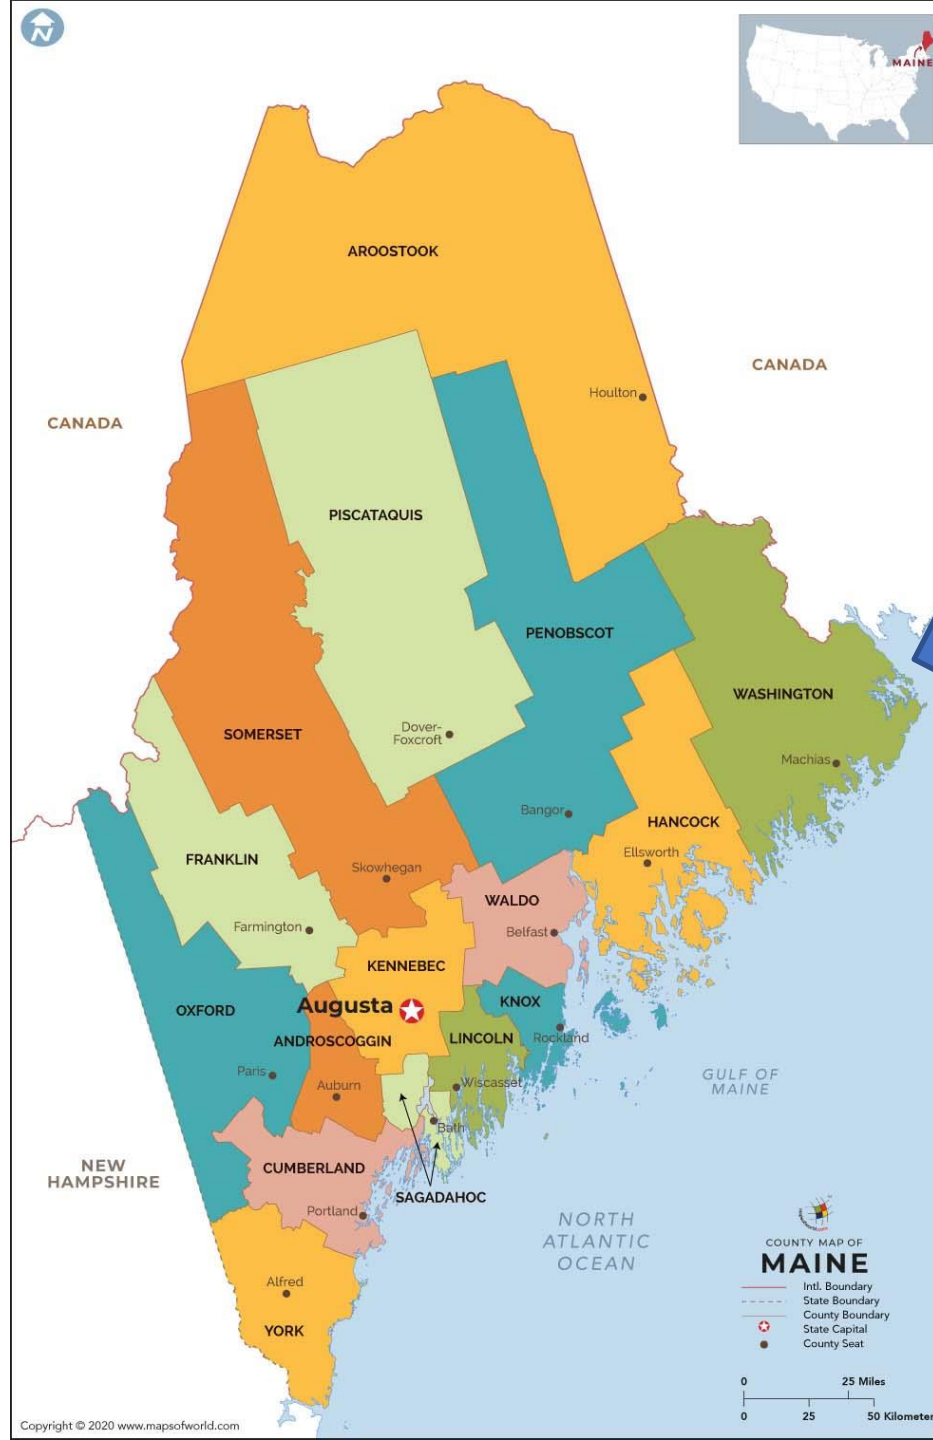 N
MAINE
AROOSTOOK
CANADA
Houlton
CANADA
PISCATAQUIS
PENOBSCOT
WASHINGTON
SOMERSET
Dover-
Foxcroft
Machias
Bangor
HANCOCK
FRANKLIN
Ellsworth
Skowhegan
WALDO
Farmington
Belfast
KENNEBEC
KNOX
Augusta
OXFORD
LINCOLN
Rockland
ANDROSCOGGIN
Paris
Auburn
Wiscasset
GULF OF
MAINE
Bath
CUMBERLAND
NEW
HAMPSHIRE
SAGADAHOC
Portland
NORTH
ATLANTIC
OCEAN
Alfred
YORK
COUNTY MAP OF
MAINE
Intl. Boundary
State Boundary
County Boundary
State Capital
County Seat
0 25 Miles
0 25 50 Kilometer
Copyright © 2020 www.mapsofworld.com